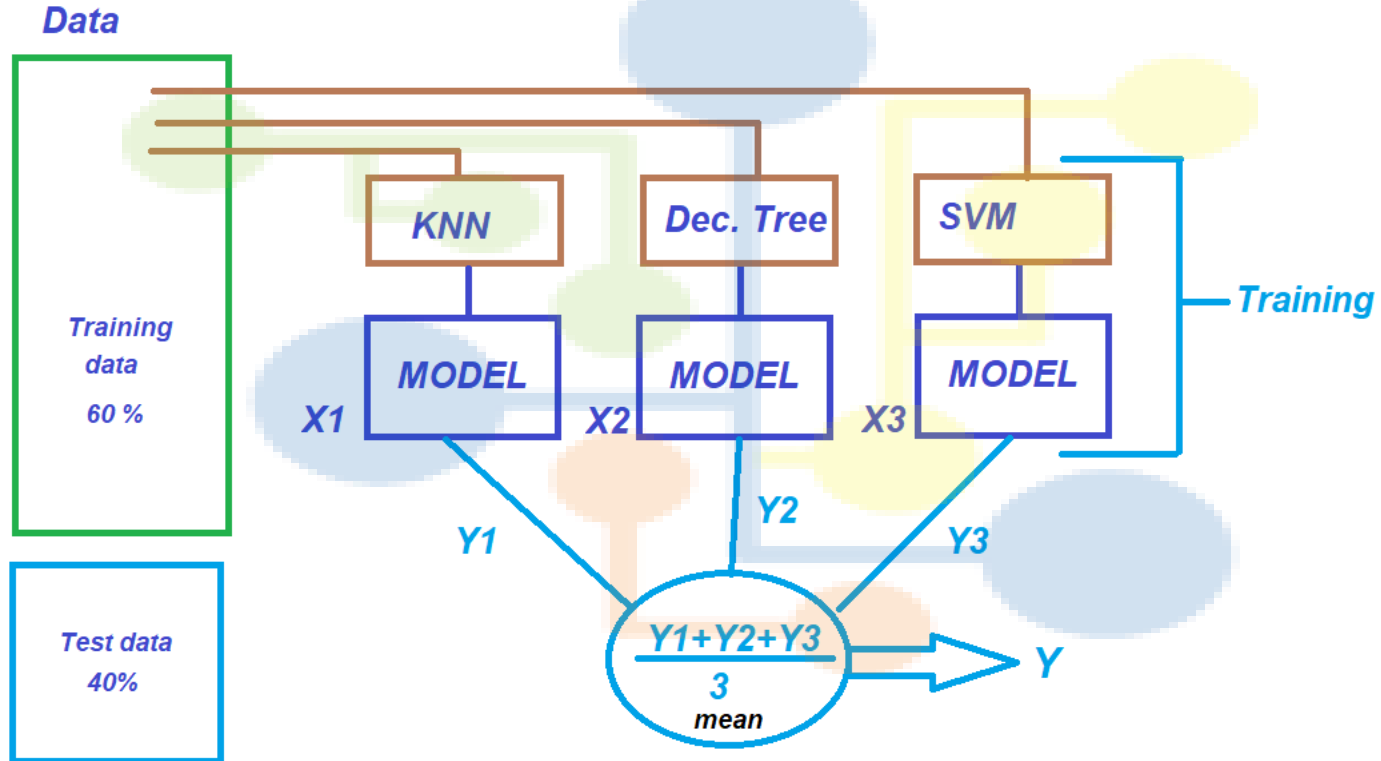 Data
KNN
Dec. Tree
SVM
Training
data
60 %
Training
MODEL
MODEL
MODEL
X1
X2
X3
Y1
Y2
Y3
Test data
40%
Y1+Y2+Y3
3
mean
Y